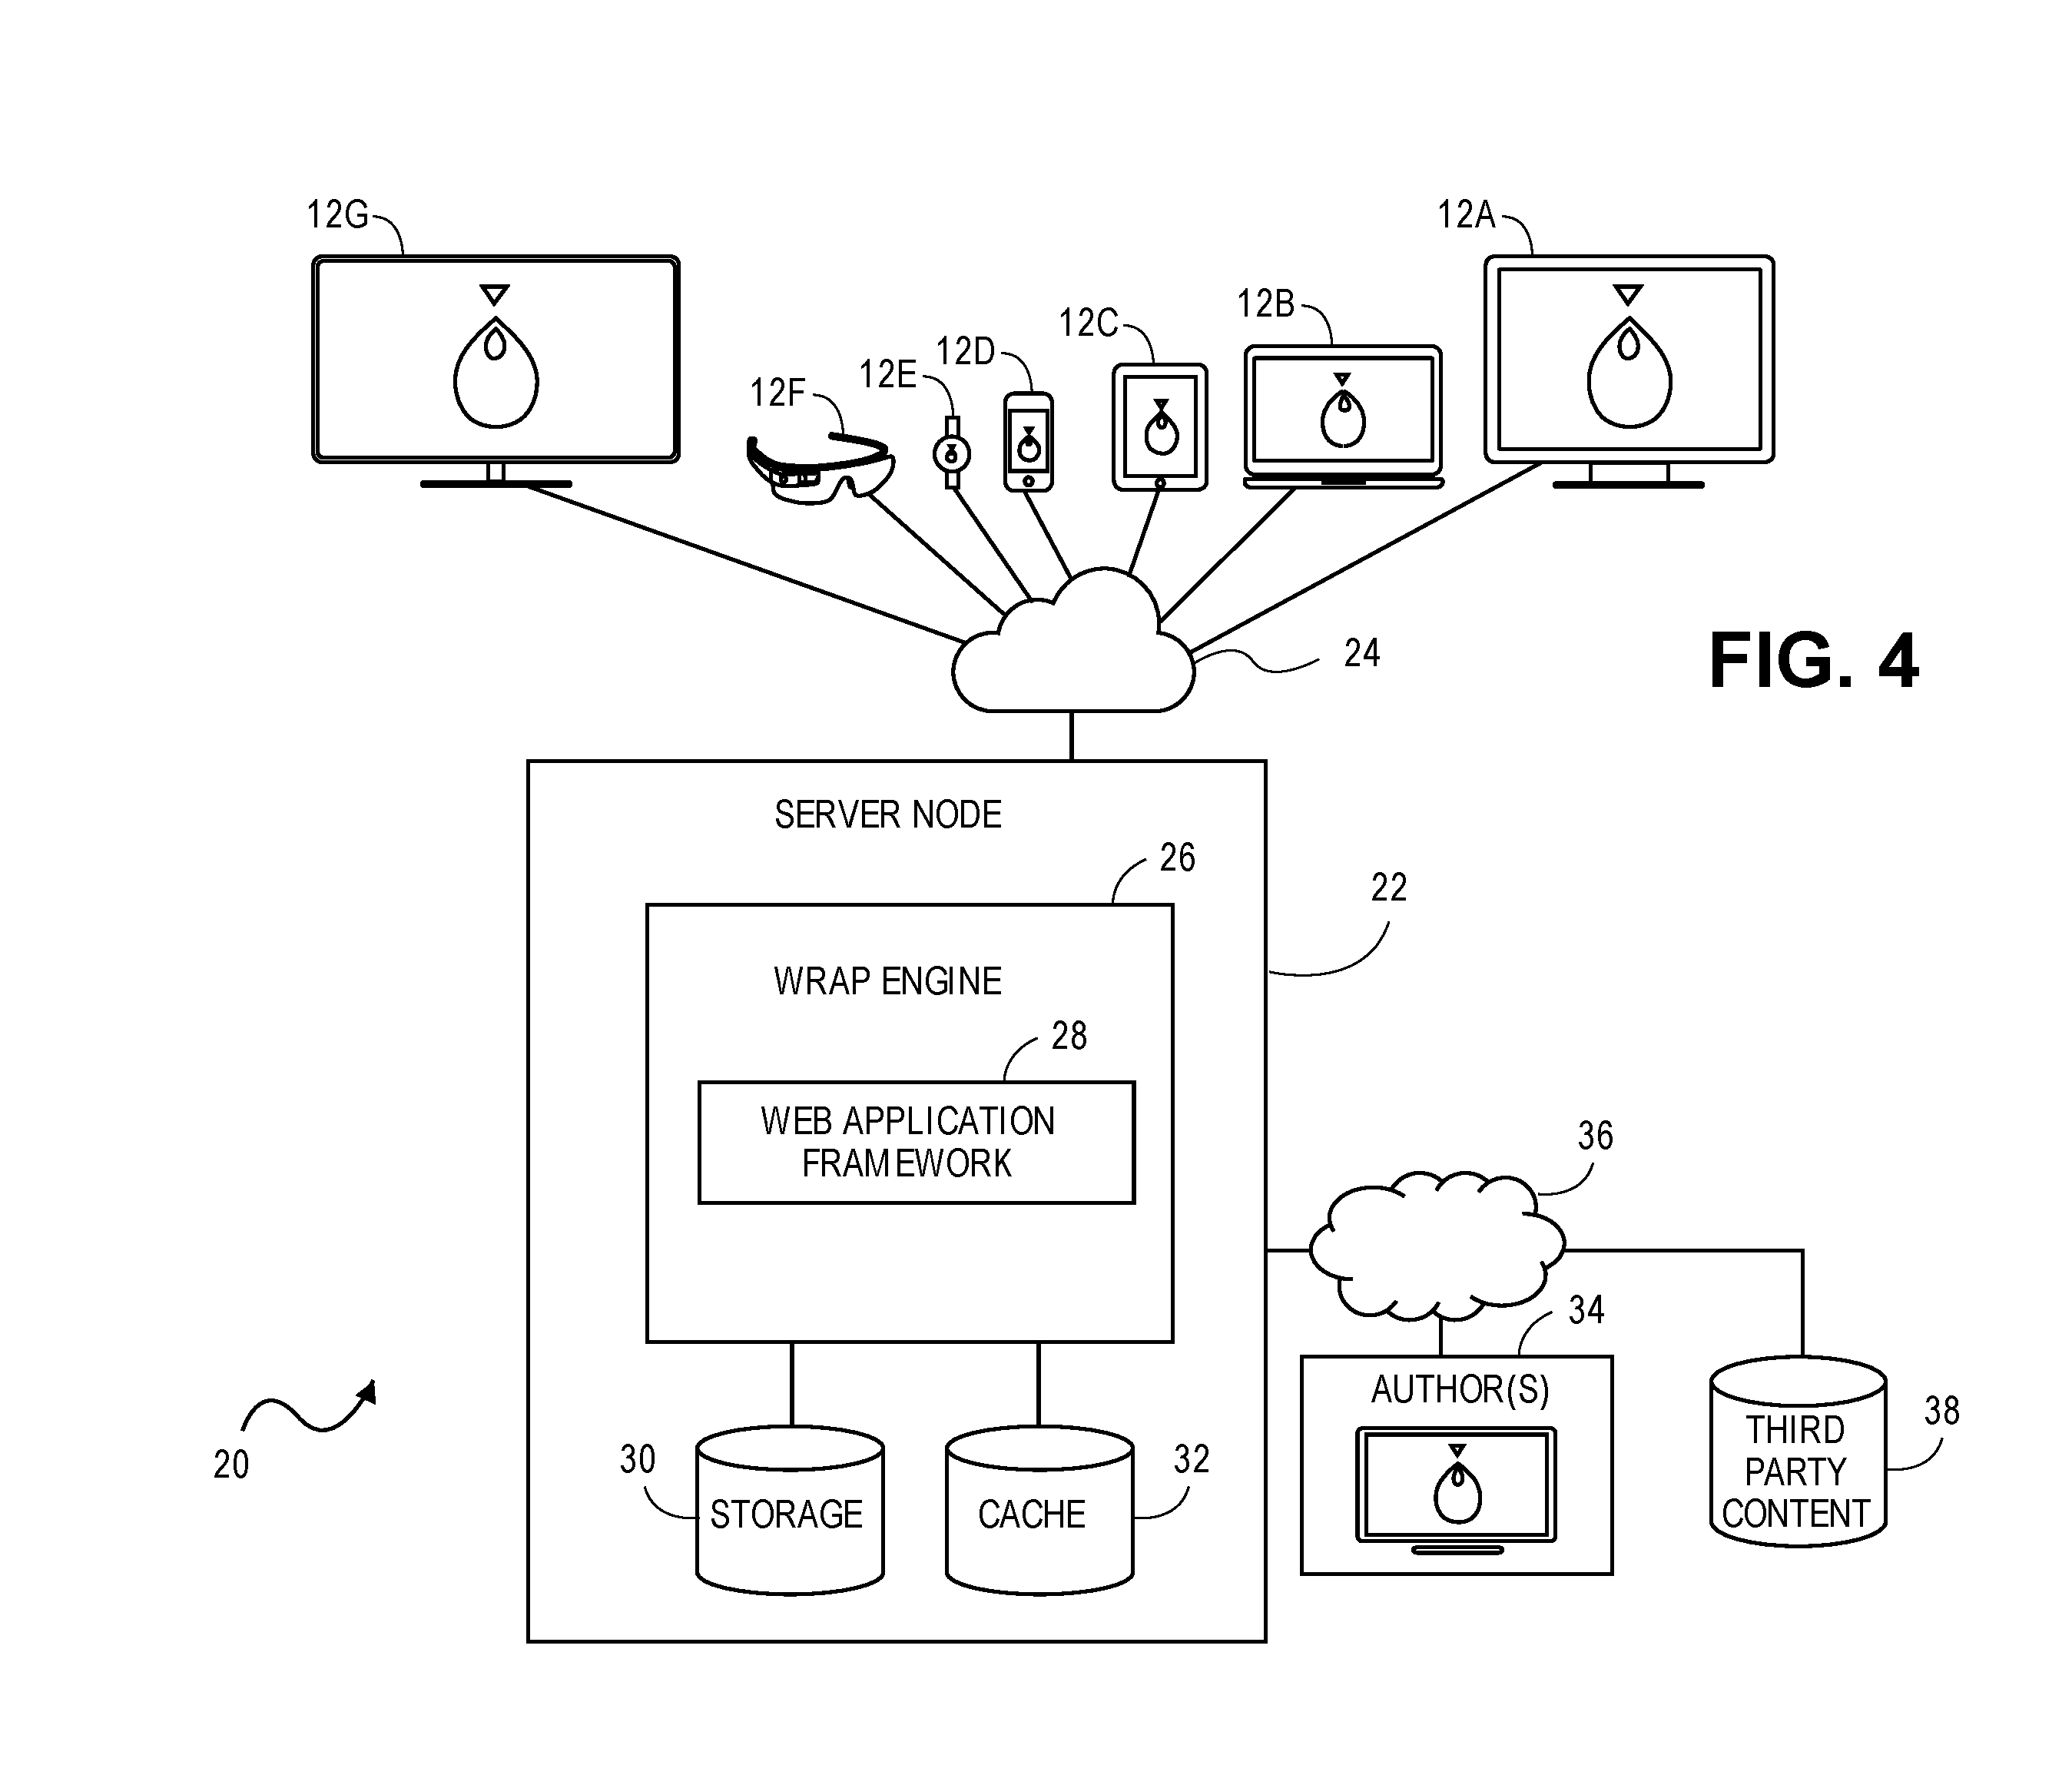 12G
12A
12B
12C
12D
12E
12F
24
FIG. 4
SERVER NODE
26
22
WRAP ENGINE
28
WEB APPLICATION
FRAMEWORK
36
34
AUTHOR(S)
38
THIRD
PARTY
CONTENT
30
32
STORAGE
CACHE
20